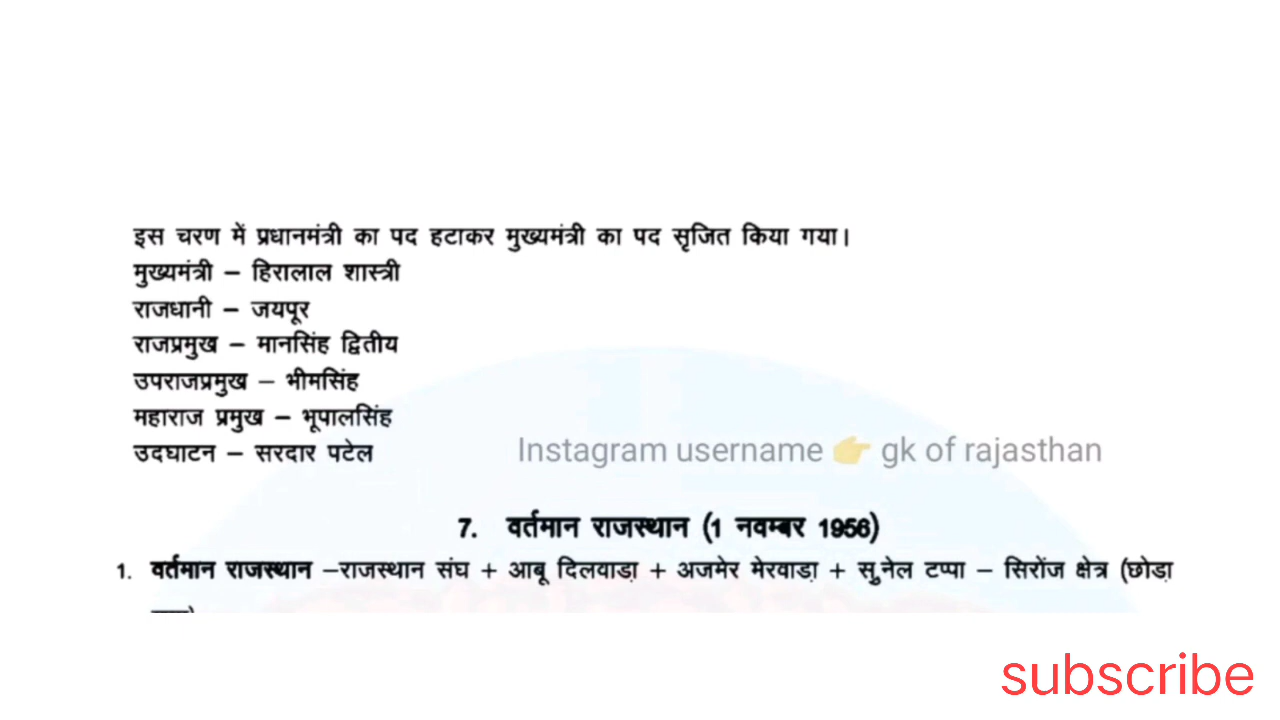 इस चरण में प्रधानमंत्री का पद हटाकर मुख्यमंत्री का पद सृजित किया गया।
मुख्यमंत्री – हिरालाल शास्त्री
राजधानी – जयपूर
राजप्रमुख – मानसिंह द्वितीय
उपराजप्रमुख – भीमसिंह
महाराज प्रमुख – भूपालसिंह
उदघाटन – सरदार पटेल
Instagram username 👉 gk of rajasthan
7. वर्तमान राजस्थान (1 नवम्बर 1956)
1. वर्तमान राजस्थान –राजस्थान संघ + आबू दिलवाडा़ + अजमेर मेरवाडा़ + सुनेल टप्पा – सिरोंज क्षेत्र (छोडा़
subscribe